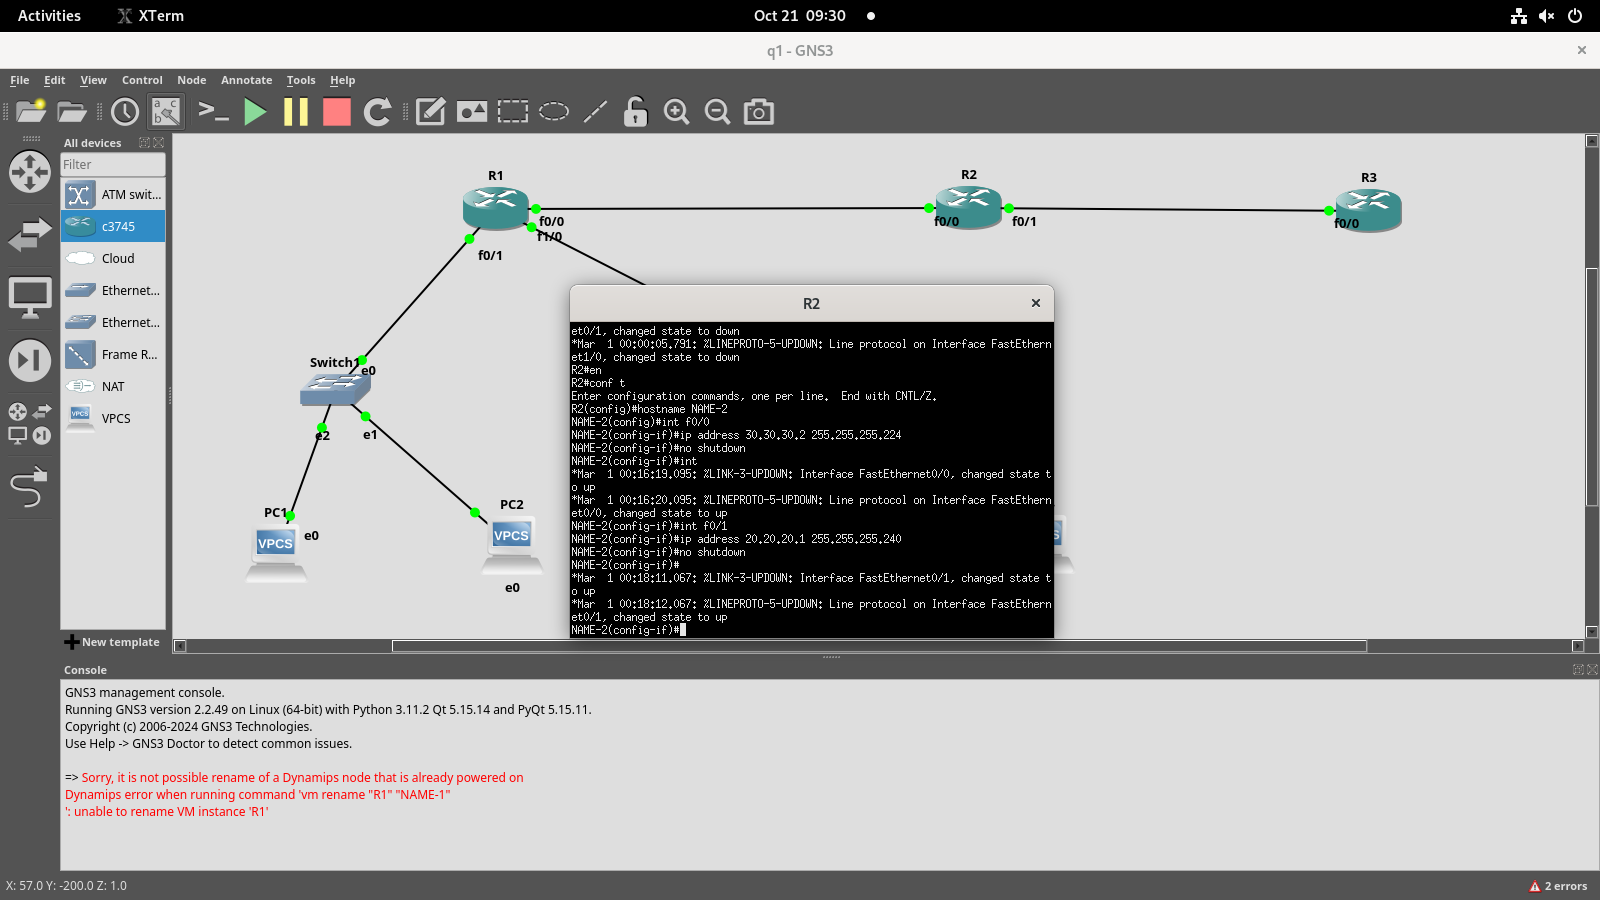 Activities
XTerm
Oct 21 09:30
q1 - GNS3
File Edit View Control Node Annotate Tools Help
All devices
Filter
ATM swit...
c3745
Cloud
Ethernet...
Ethernet...
Frame R...
NAT
VPCS
New template
R1
f0/0
f1/0
f0/1
R2
f0/0
f0/1
R3
f0/0
Switch1
e0
e2
e1
PC1
e0
VPCS
PC2
VPCS
e0
R2
et0/1, changed state to down
*Mar  1 00:00:05.791: %LINEPROTO-5-UPDOWN: Line protocol on Interface FastEthern
et1/0, changed state to down
R2#en
R2#conf t
Enter configuration commands, one per line.  End with CNTL/Z.
R2(config)#hostname NAME-2
NAME-2(config)#int f0/0
NAME-2(config-if)#ip address 30.30.30.2 255.255.255.224
NAME-2(config-if)#no shutdown
NAME-2(config-if)#int
*Mar  1 00:16:19.095: %LINK-3-UPDOWN: Interface FastEthernet0/0, changed state t
o up
*Mar  1 00:16:20.095: %LINEPROTO-5-UPDOWN: Line protocol on Interface FastEthern
et0/0, changed state to up
NAME-2(config-if)#int f0/1
NAME-2(config-if)#ip address 20.20.20.1 255.255.255.240
NAME-2(config-if)#no shutdown
NAME-2(config-if)#
*Mar  1 00:18:11.067: %LINK-3-UPDOWN: Interface FastEthernet0/1, changed state t
o up
*Mar  1 00:18:12.067: %LINEPROTO-5-UPDOWN: Line protocol on Interface FastEthern
et0/1, changed state to up
NAME-2(config-if)#
Console
GNS3 management console.
Running GNS3 version 2.2.49 on Linux (64-bit) with Python 3.11.2 Qt 5.15.14 and PyQt 5.15.11.
Copyright (c) 2006-2024 GNS3 Technologies.
Use Help -> GNS3 Doctor to detect common issues.
=> Sorry, it is not possible rename of a Dynamips node that is already powered on
Dynamips error when running command 'vm rename "R1" "NAME-1"
': unable to rename VM instance 'R1'
X: 57.0 Y: -200.0 Z: 1.0
2 errors